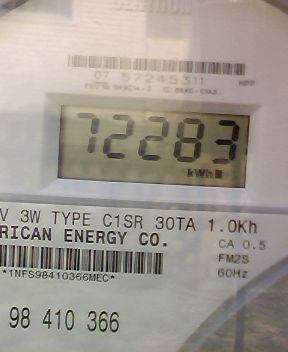 07 57245311
72283
kWh
V 3W TYPE C1SR 30TA 1.0Kh
RICAN ENERGY CO.
CA 0.5
FM2S
*1NFS98410366MEC*
60Hz
98 410 366